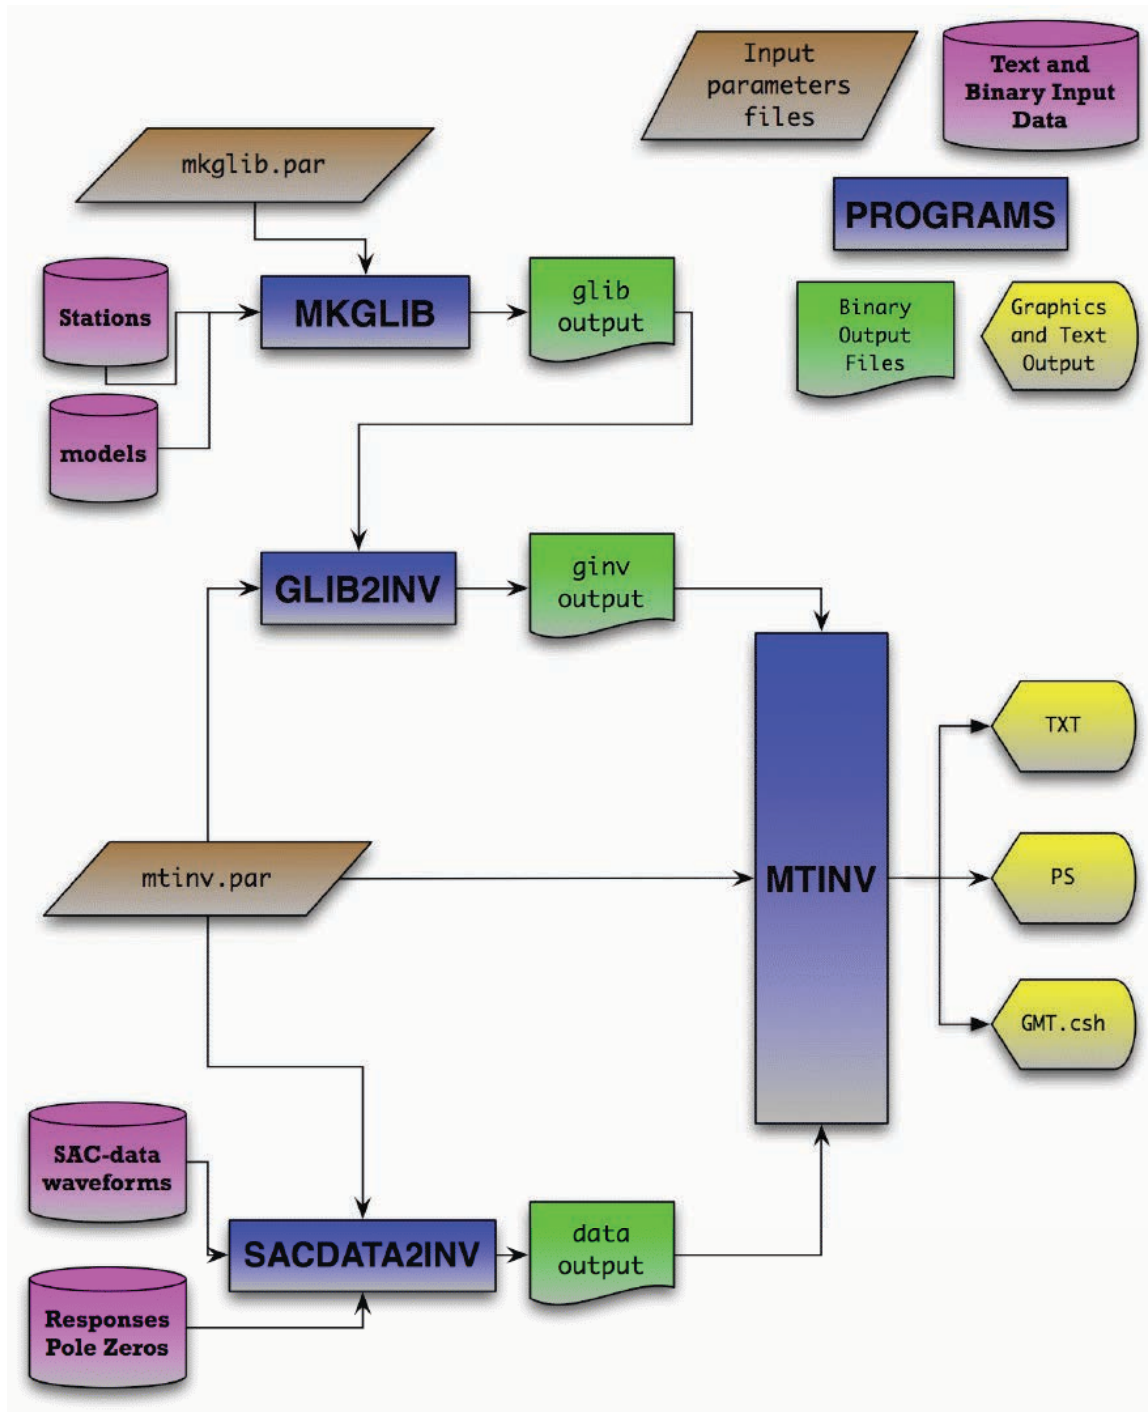 Input
parameters
files
Text and
Binary Input
Data
mkglib.par
PROGRAMS
Stations
MKGLIB
glib
output
Binary
Output
Files
Graphics
and Text
Output
models
GLIB2INV
ginv
output
TXT
mtinv.par
MTINV
PS
GMT.csh
SAC-data
waveforms
SACDATA2INV
data
output
Responses
Pole Zeros